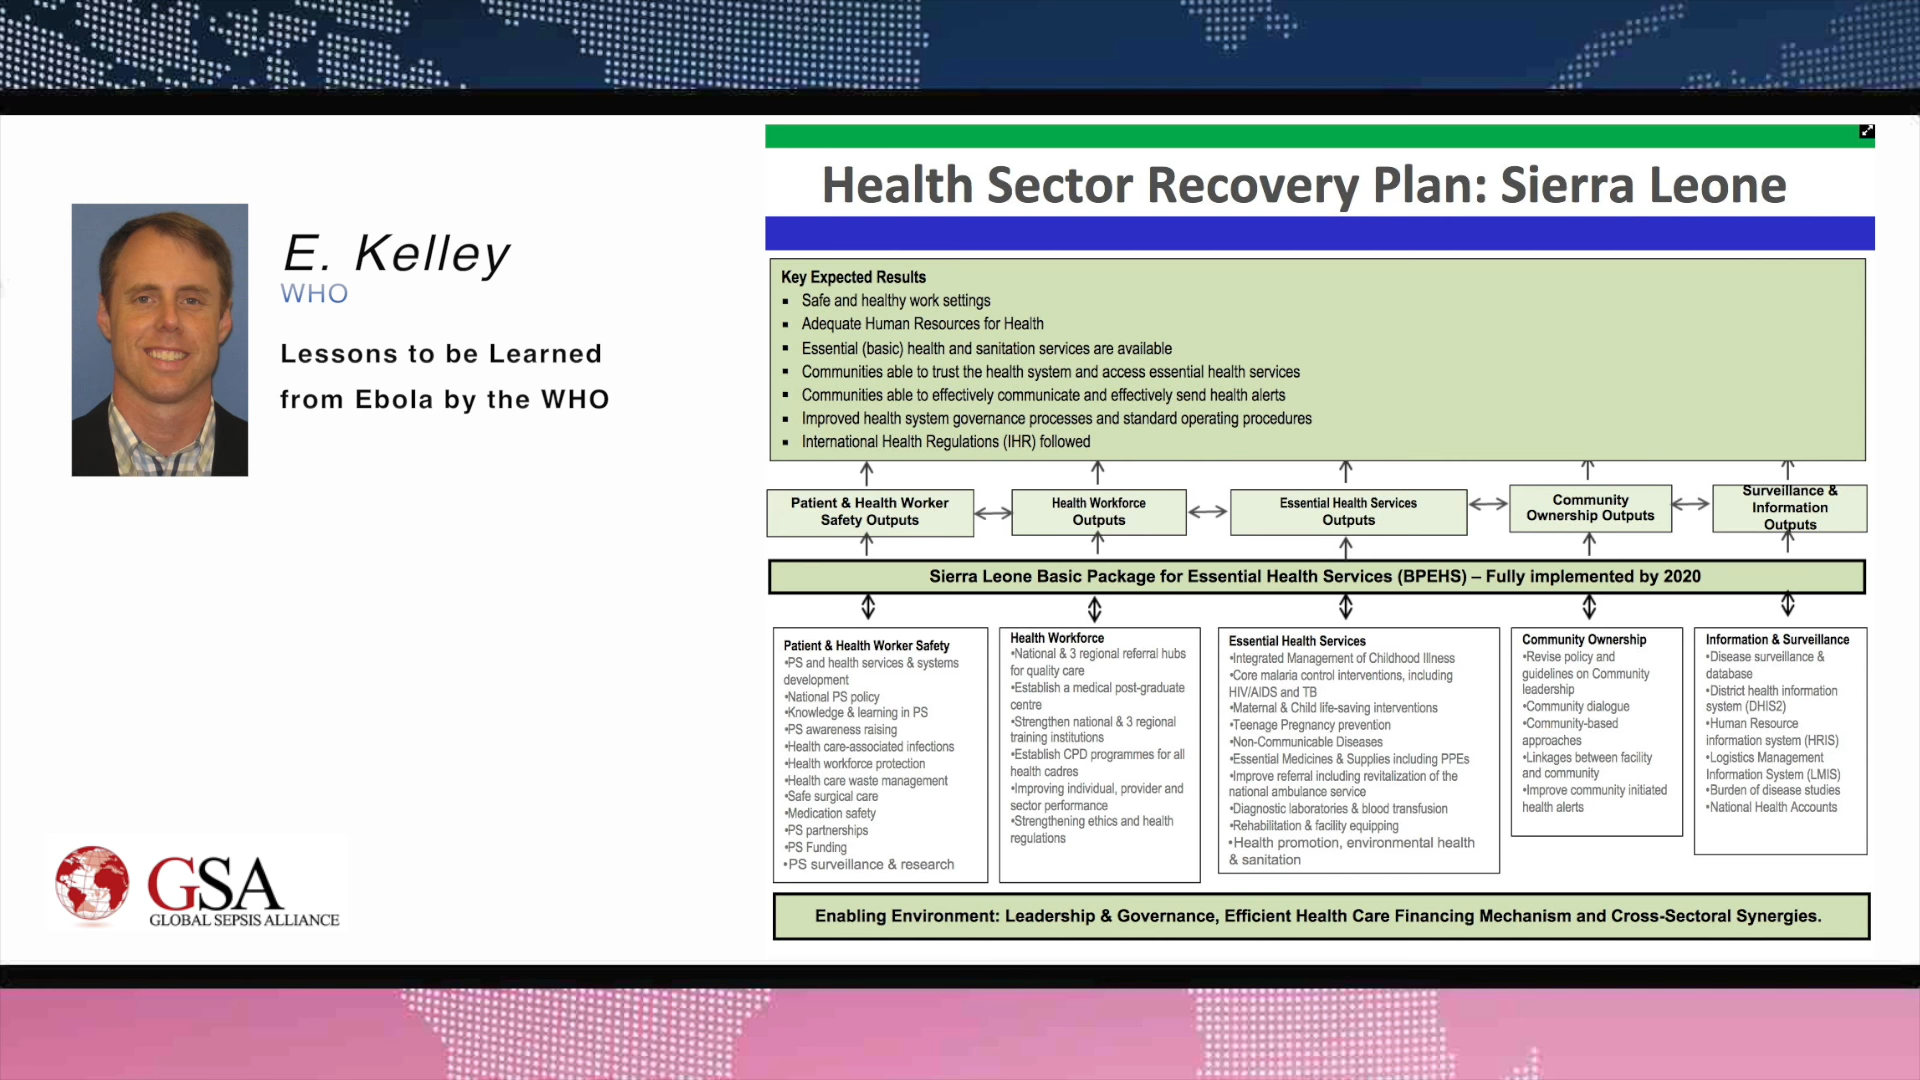 E. Kelley
WHO
Lessons to be Learned
from Ebola by the WHO
GSA
GLOBAL SEPSIS ALLIANCE
Health Sector Recovery Plan: Sierra Leone
Key Expected Results
▪ Safe and healthy work settings
▪ Adequate Human Resources for Health
▪ Essential (basic) health and sanitation services are available
▪ Communities able to trust the health system and access essential health services
▪ Communities able to effectively communicate and effectively send health alerts
▪ Improved health system governance processes and standard operating procedures
▪ International Health Regulations (IHR) followed
Patient & Health Worker
Safety Outputs
Health Workforce
Outputs
Essential Health Services
Outputs
Community
Ownership Outputs
Surveillance &
Information
Outputs
Sierra Leone Basic Package for Essential Health Services (BPEHS) – Fully implemented by 2020
Patient & Health Worker Safety
•PS and health services & systems
development
•National PS policy
•Knowledge & learning in PS
•PS awareness raising
•Health care-associated infections
•Health workforce protection
•Health care waste management
•Safe surgical care
•Medication safety
•PS partnerships
•PS Funding
•PS surveillance & research
Health Workforce
•National & 3 regional referral hubs
for quality care
•Establish a medical post-graduate
centre
•Strengthen national & 3 regional
training institutions
•Establish CPD programmes for all
health cadres
•Improving individual, provider and
sector performance
•Strengthening ethics and health
regulations
Essential Health Services
•Integrated Management of Childhood Illness
•Core malaria control interventions, including
HIV/AIDS and TB
•Maternal & Child life-saving interventions
•Teenage Pregnancy prevention
•Non-Communicable Diseases
•Essential Medicines & Supplies including PPEs
•Improve referral including revitalization of the
national ambulance service
•Diagnostic laboratories & blood transfusion
•Rehabilitation & facility equipping
•Health promotion, environmental health
& sanitation
Community Ownership
•Revise policy and
guidelines on Community
leadership
•Community dialogue
•Community-based
approaches
•Linkages between facility
and community
•Improve community initiated
health alerts
Information & Surveillance
•Disease surveillance &
database
•District health information
system (DHIS2)
•Human Resource
information system (HRIS)
•Logistics Management
Information System (LMIS)
•Burden of disease studies
•National Health Accounts
Enabling Environment: Leadership & Governance, Efficient Health Care Financing Mechanism and Cross-Sectoral Synergies.